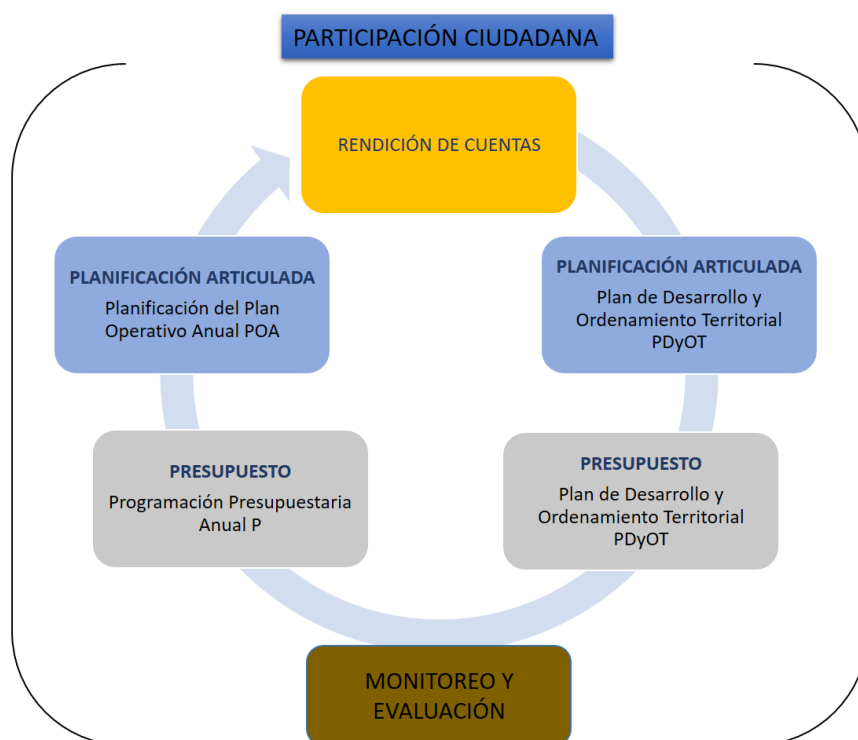 PARTICIPACIÓN CIUDADANA
RENDICIÓN DE CUENTAS
PLANIFICACIÓN ARTICULADA
Planificación del Plan
Operativo Anual POA
PLANIFICACIÓN ARTICULADA
Plan de Desarrollo y
Ordenamiento Territorial
PDyOT
PRESUPUESTO
Programación Presupuestaria
Anual P
PRESUPUESTO
Plan de Desarrollo y
Ordenamiento Territorial
PDyOT
MONITOREO Y
EVALUACIÓN